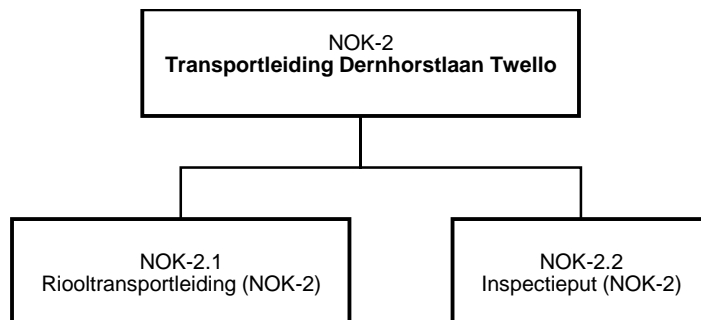 NOK-2
Transportleiding Dernhorstlaan Twello
NOK-2.1
Riooltransportleiding (NOK-2)
NOK-2.2
Inspectieput (NOK-2)